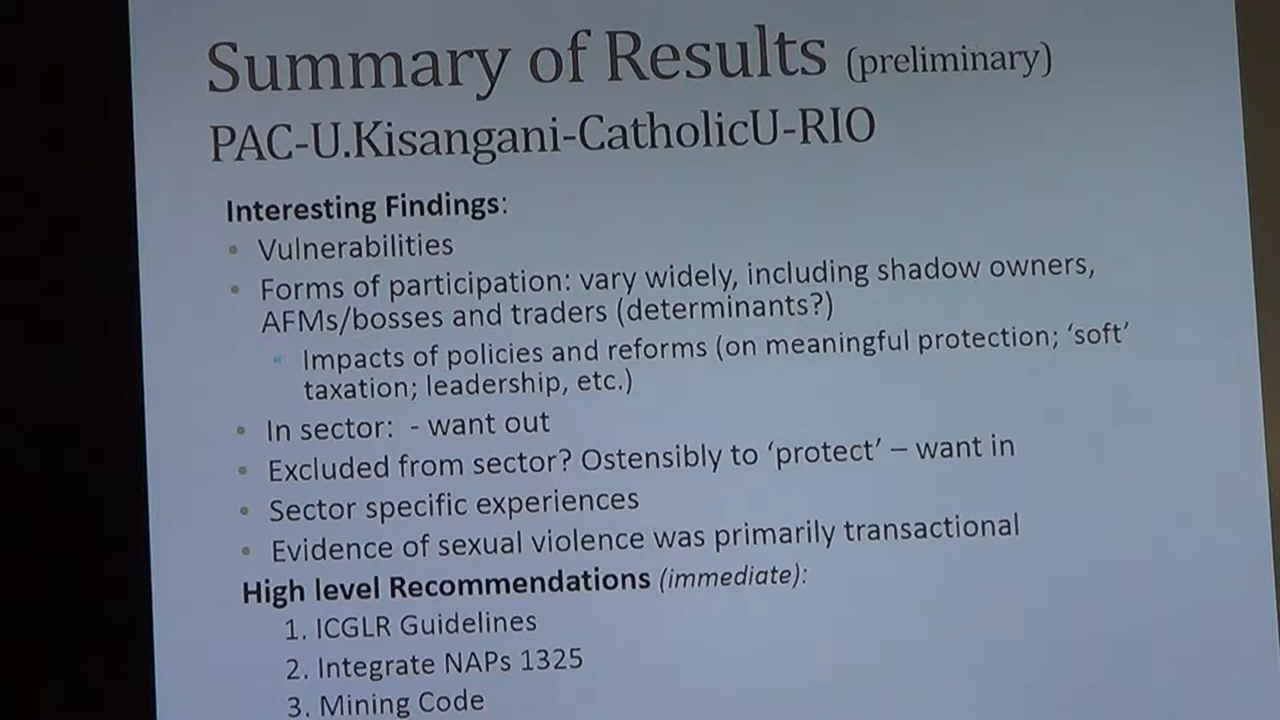 Summary of Results (preliminary)
PAC-U.Kisangani-CatholicU-RIO
Interesting Findings:
• Vulnerabilities
• Forms of participation: vary widely, including shadow owners,
AFMs/bosses and traders (determinants?)
• Impacts of policies and reforms (on meaningful protection; ‘soft’
taxation; leadership, etc.)
• In sector: - want out
• Excluded from sector? Ostensibly to ‘protect’ – want in
• Sector specific experiences
• Evidence of sexual violence was primarily transactional
High level Recommendations (immediate):
1. ICGLR Guidelines
2. Integrate NAPs 1325
3. Mining Code